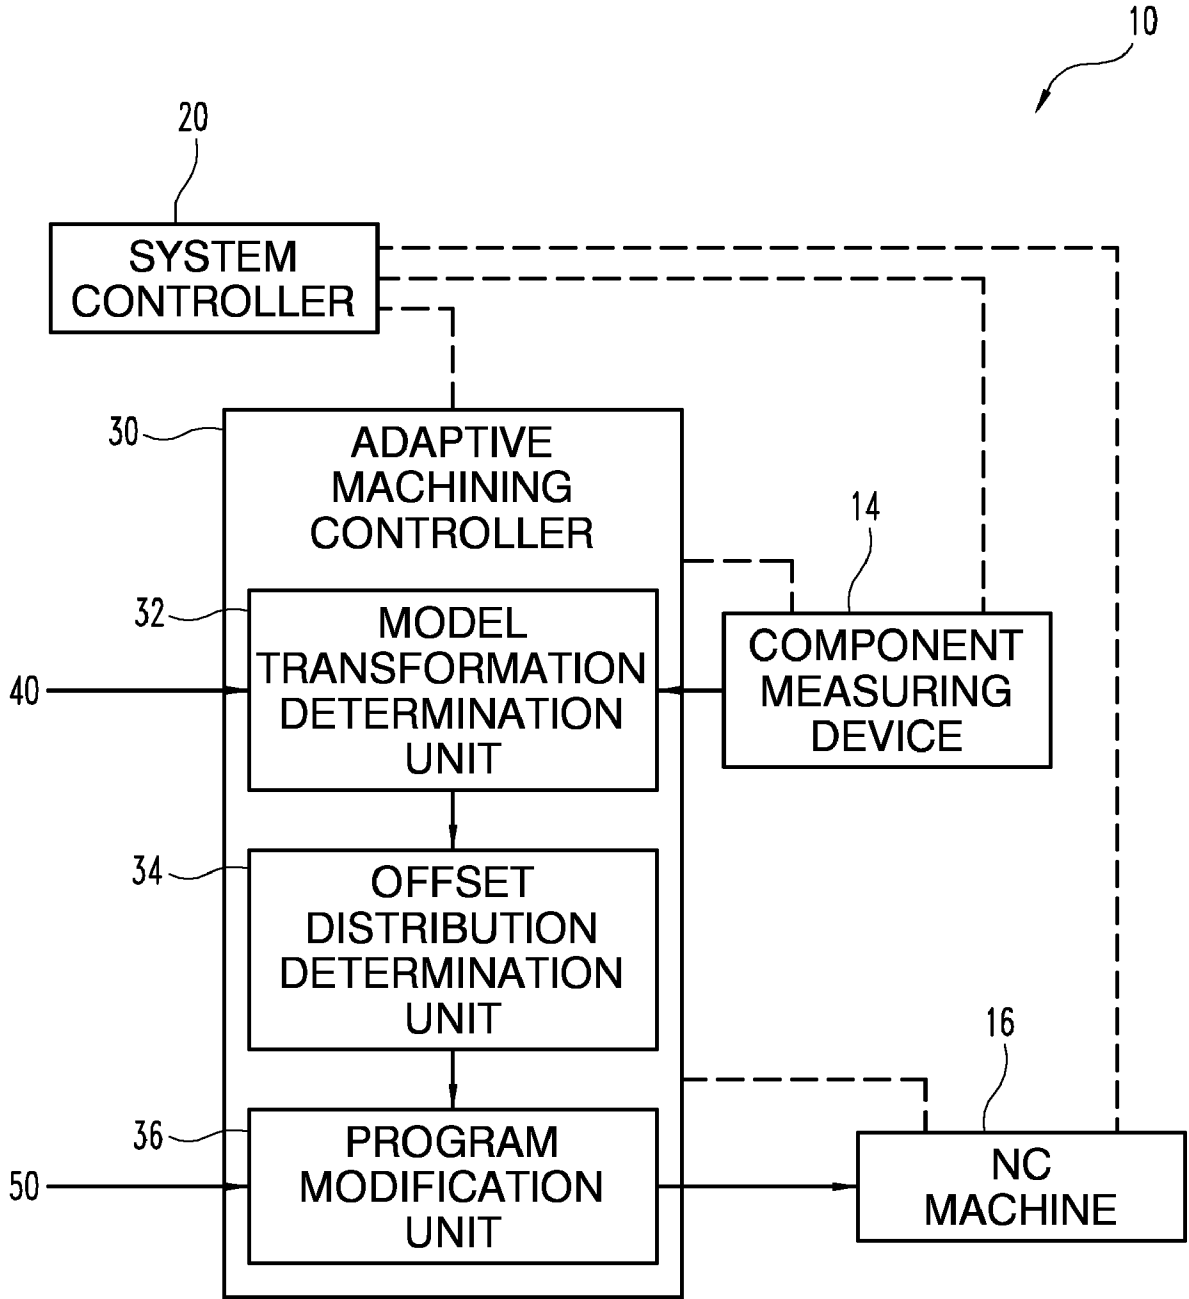 10
20
SYSTEM
CONTROLLER
30
ADAPTIVE
MACHINING
CONTROLLER
14
32
MODEL
TRANSFORMATION
DETERMINATION
UNIT
COMPONENT
MEASURING
DEVICE
40
34
OFFSET
DISTRIBUTION
DETERMINATION
UNIT
16
36
PROGRAM
MODIFICATION
UNIT
NC
MACHINE
50